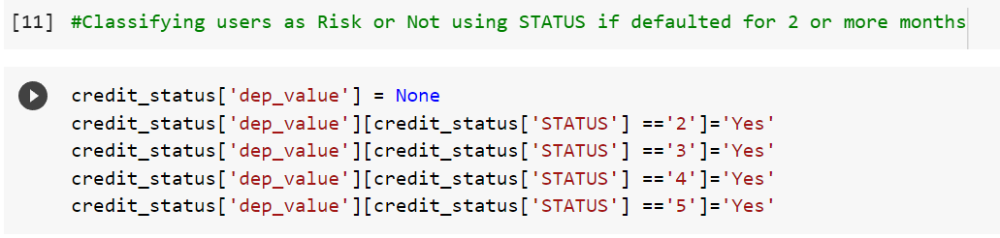 [11] #Classifying users as Risk or Not using STATUS if defaulted for 2 or more months
credit_status['dep_value'] = None
credit_status['dep_value'][credit_status['STATUS'] =='2']='Yes'
credit_status['dep_value'][credit_status['STATUS'] =='3']='Yes'
credit_status['dep_value'][credit_status['STATUS'] =='4']='Yes'
credit_status['dep_value'][credit_status['STATUS'] =='5']='Yes'